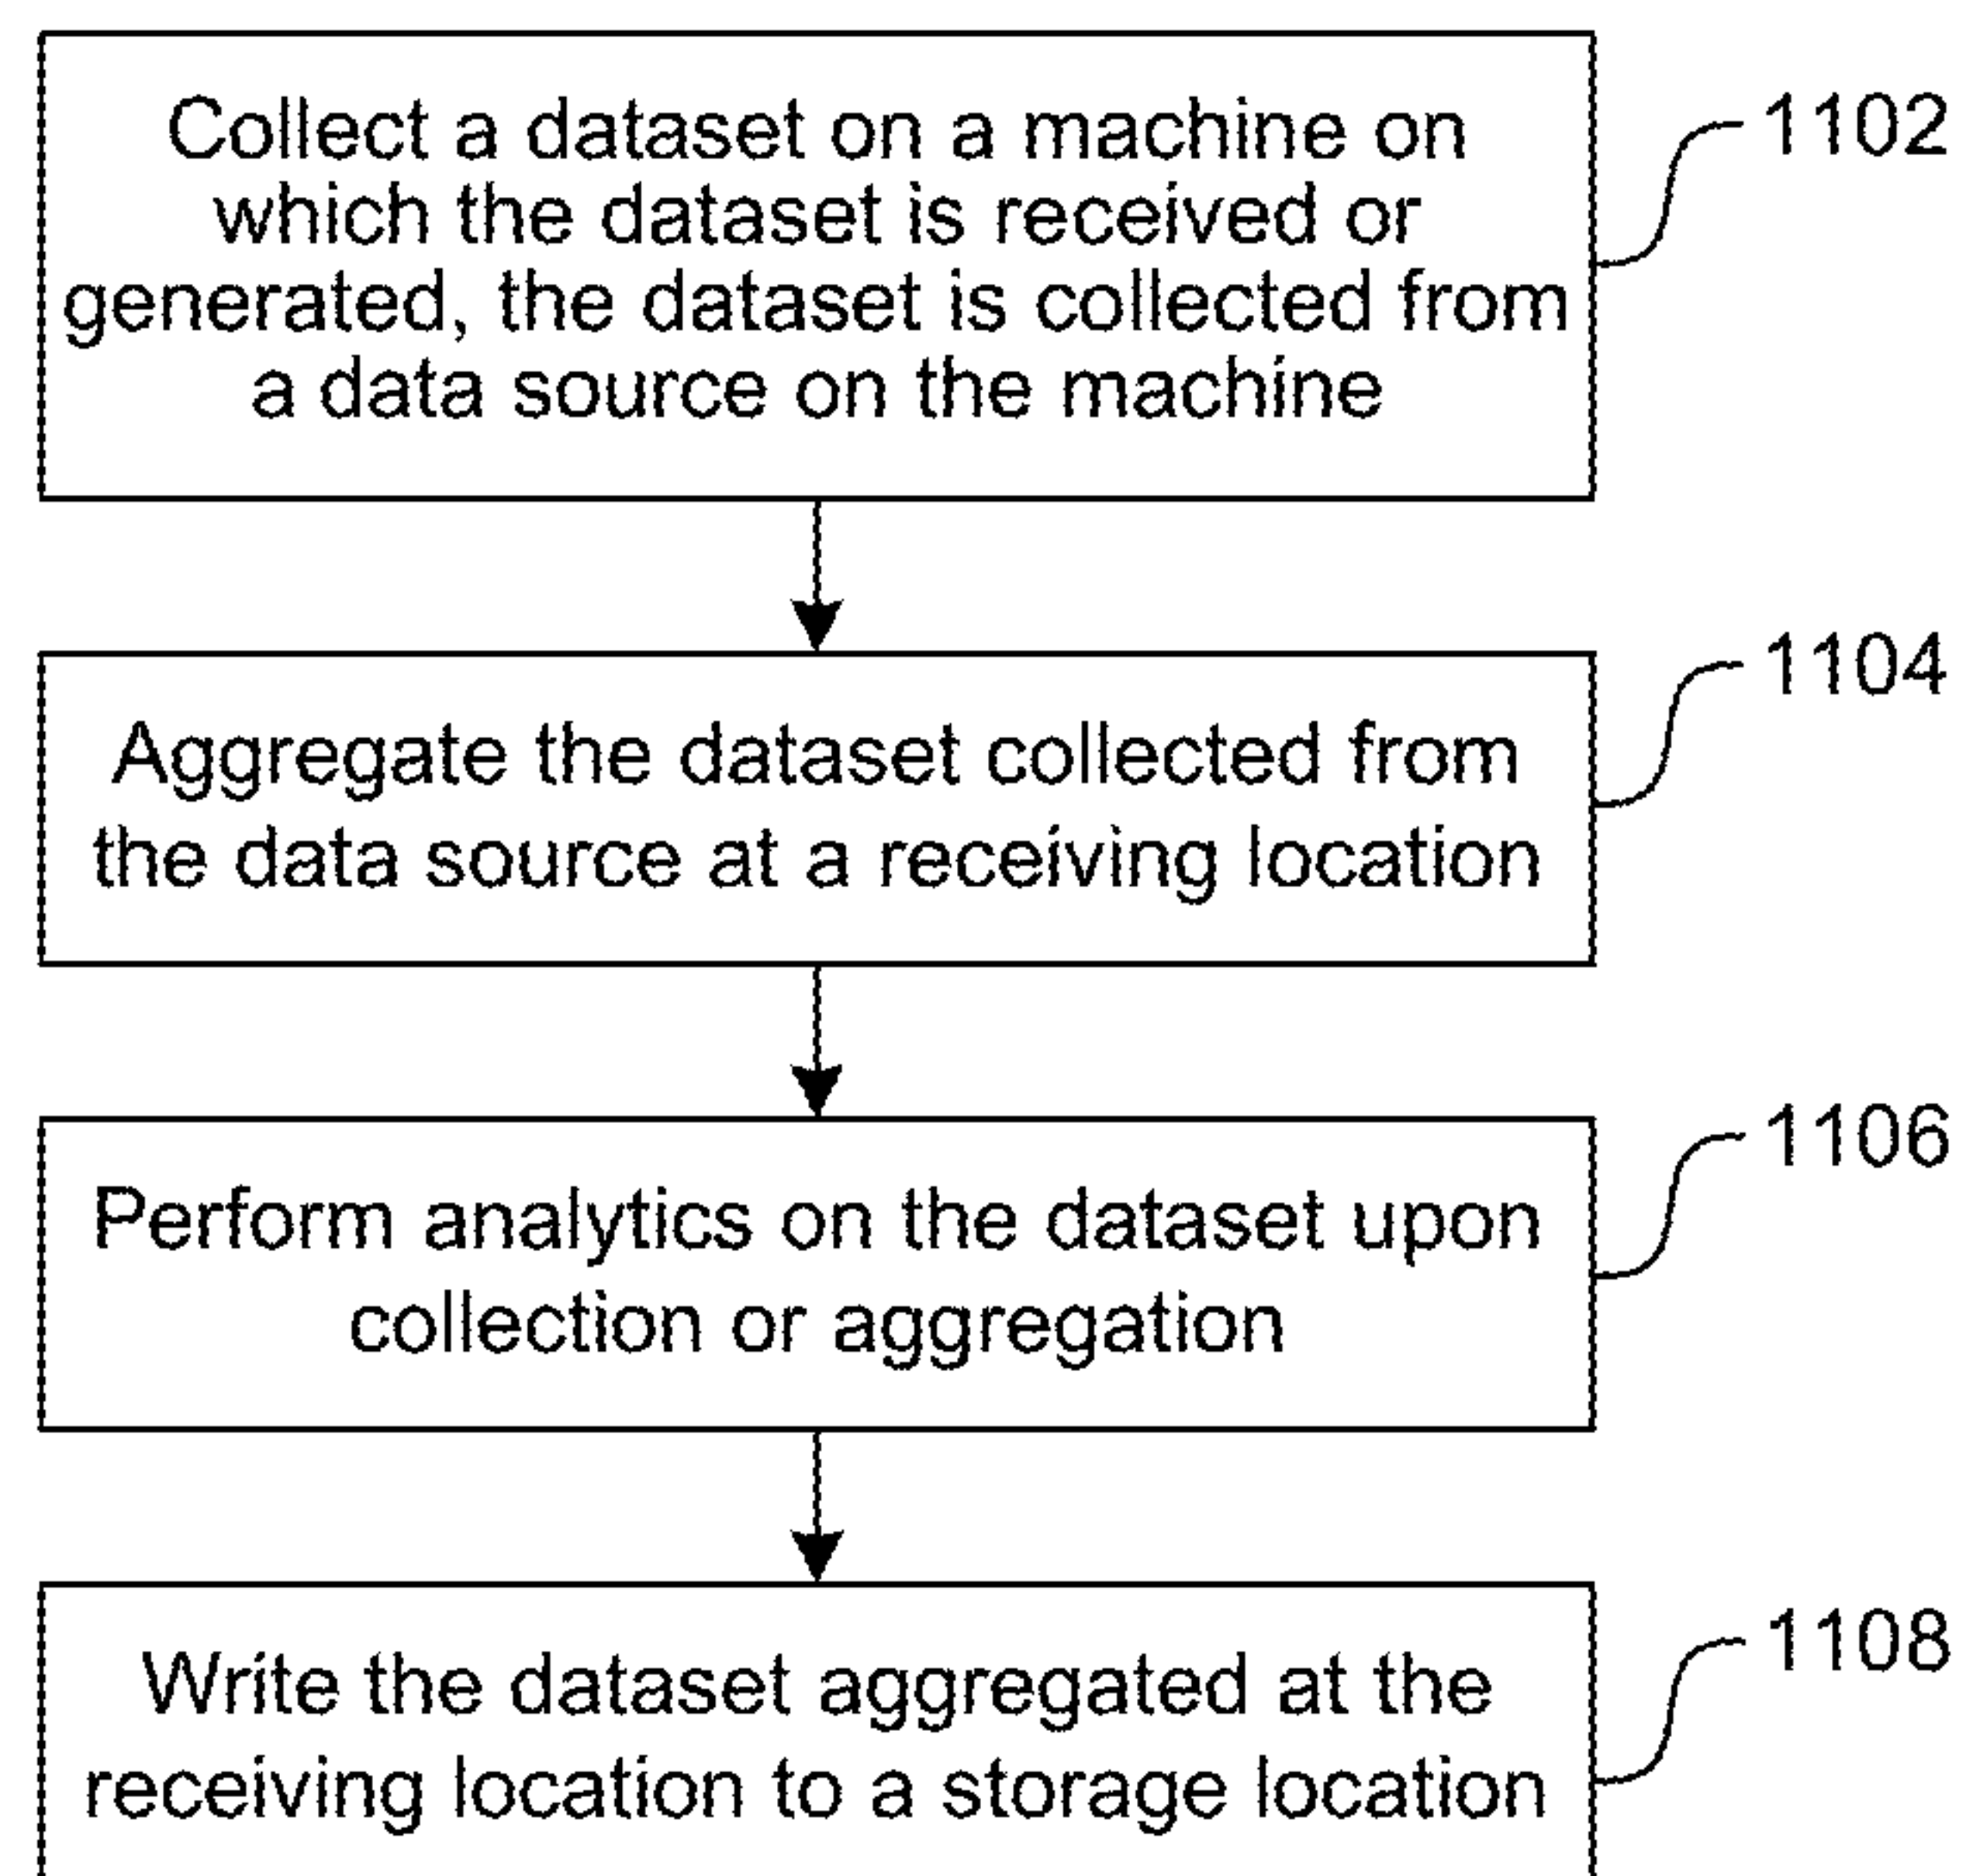 Collect a dataset on a machine on
which the dataset is received or
generated, the dataset is collected from
a data source on the machine
1102
Aggregate the dataset collected from
the data source at a receiving location
1104
Perform analytics on the dataset upon
collection or aggregation
1106
Write the dataset aggregated at the
receiving location to a storage location
1108